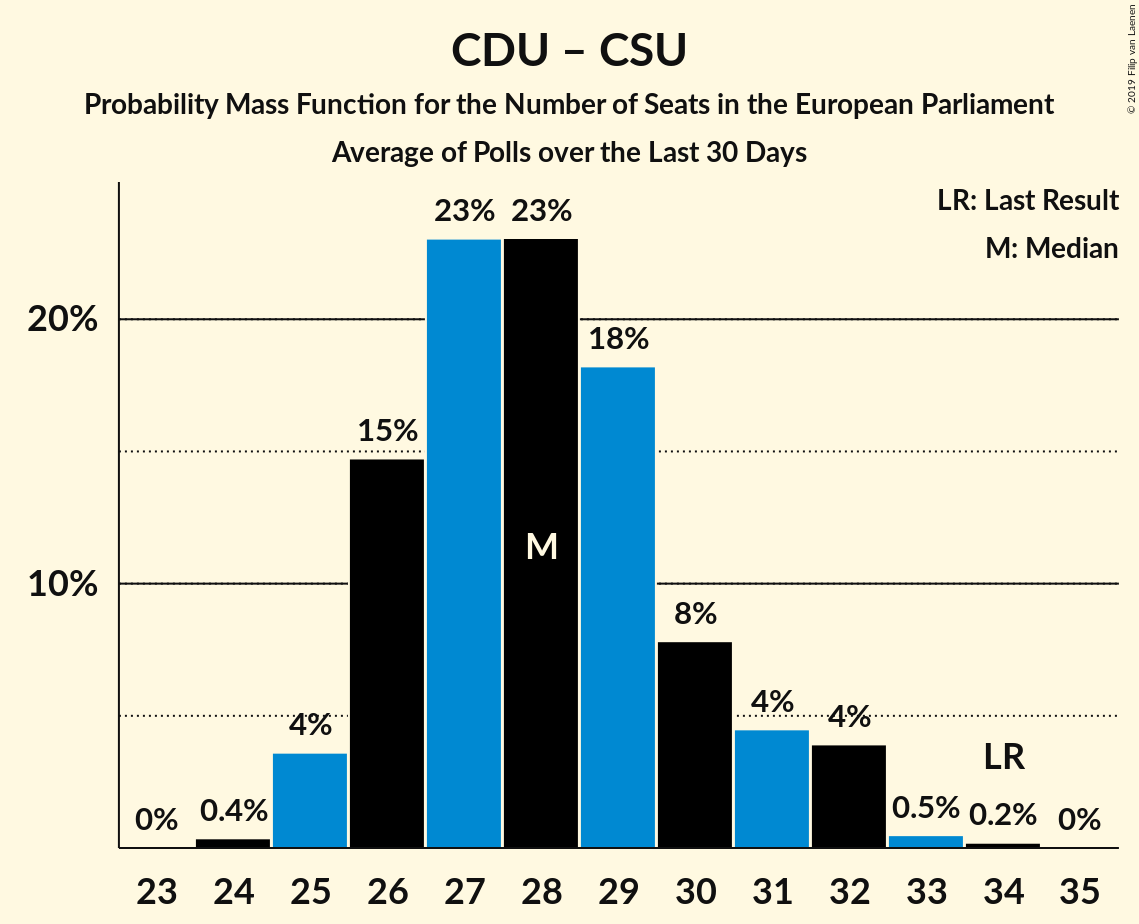 CDU – CSU
Probability Mass Function for the Number of Seats in the European Parliament
Average of Polls over the Last 30 Days
© 2019 Filip van Laenen
LR: Last Result
M: Median
23% 23%
20%
18%
15%
M
10%
8%
4% 4% 4%
LR
0% 0.4% 0.5% 0.2% 0%
23 24 25 26 27 28 29 30 31 32 33 34 35